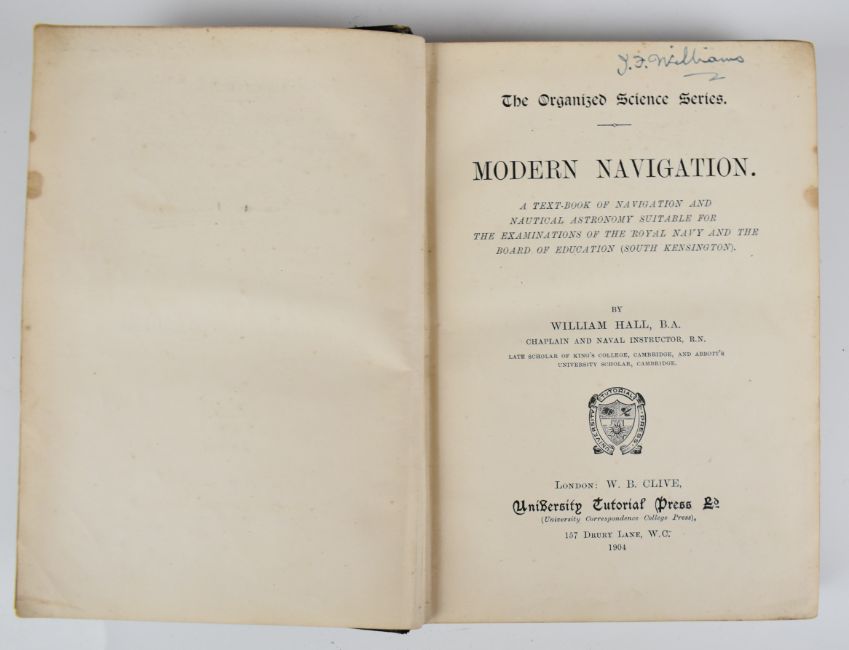 J. F. Williams
The Organized Science Series.
MODERN NAVIGATION.
A TEXT-BOOK OF NAVIGATION AND
NAUTICAL ASTRONOMY SUITABLE FOR
THE EXAMINATIONS OF THE ROYAL NAVY AND THE
BOARD OF EDUCATION (SOUTH KENSINGTON).
BY
WILLIAM HALL, B.A.
CHAPLAIN AND NAVAL INSTRUCTOR, R.N.
LATE SCHOLAR OF KING'S COLLEGE, CAMBRIDGE, AND ABBOTT'S
UNIVERSITY SCHOLAR, CAMBRIDGE.
UNIVERSITY TUTORIAL PRESS
LONDON: W. B. CLIVE,
University Tutorial Press Ld.
(University Correspondence College Press),
157 DRURY LANE, W.C.
1904